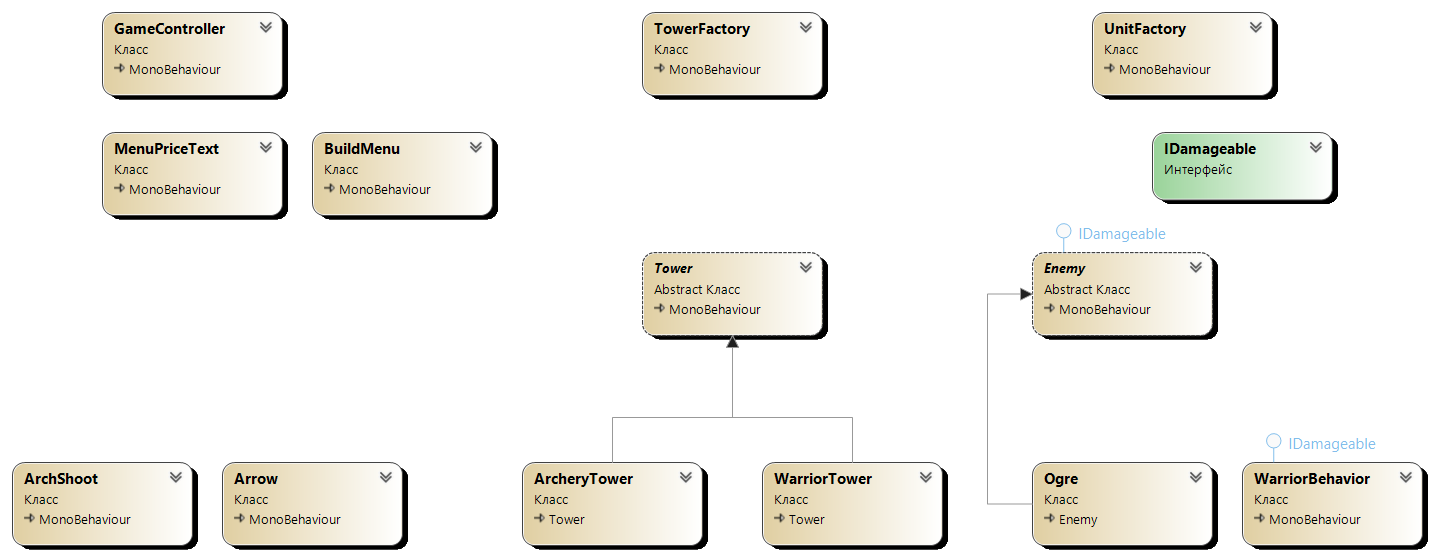 GameController
Класс
MonoBehaviour
TowerFactory
Класс
MonoBehaviour
UnitFactory
Класс
MonoBehaviour
MenuPriceText
Класс
MonoBehaviour
BuildMenu
Класс
MonoBehaviour
IDamageable
Интерфейс
Tower
Abstract Класс
MonoBehaviour
IDamageable
Enemy
Abstract Класс
MonoBehaviour
ArchShoot
Класс
MonoBehaviour
Arrow
Класс
MonoBehaviour
ArcheryTower
Класс
Tower
WarriorTower
Класс
Tower
Ogre
Класс
Enemy
IDamageable
WarriorBehavior
Класс
MonoBehaviour